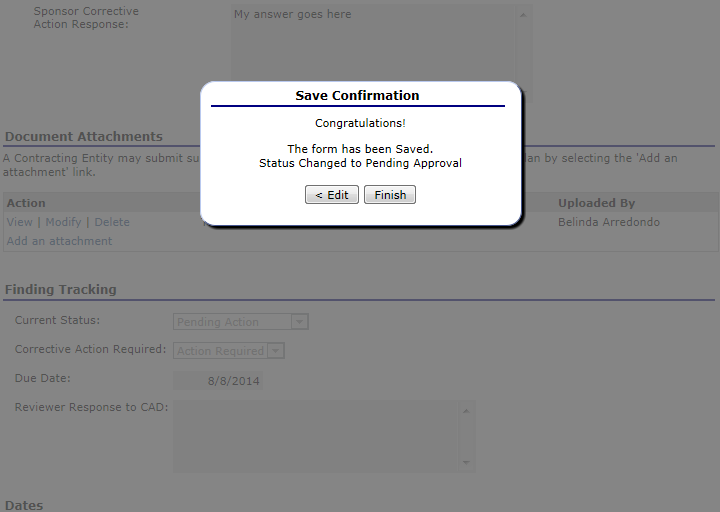 Sponsor Corrective
Action Response:
My answer goes here
Save Confirmation
Congratulations!
The form has been Saved.
Status Changed to Pending Approval
< Edit
Finish
Document Attachments
A Contracting Entity may submit su
an by selecting the 'Add an
attachment' link.
Action
Uploaded By
View | Modify | Delete
Belinda Arredondo
Add an attachment
Finding Tracking
Current Status:
Pending Action
Corrective Action Required:
Action Required
Due Date:
8/8/2014
Reviewer Response to CAD:
Dates